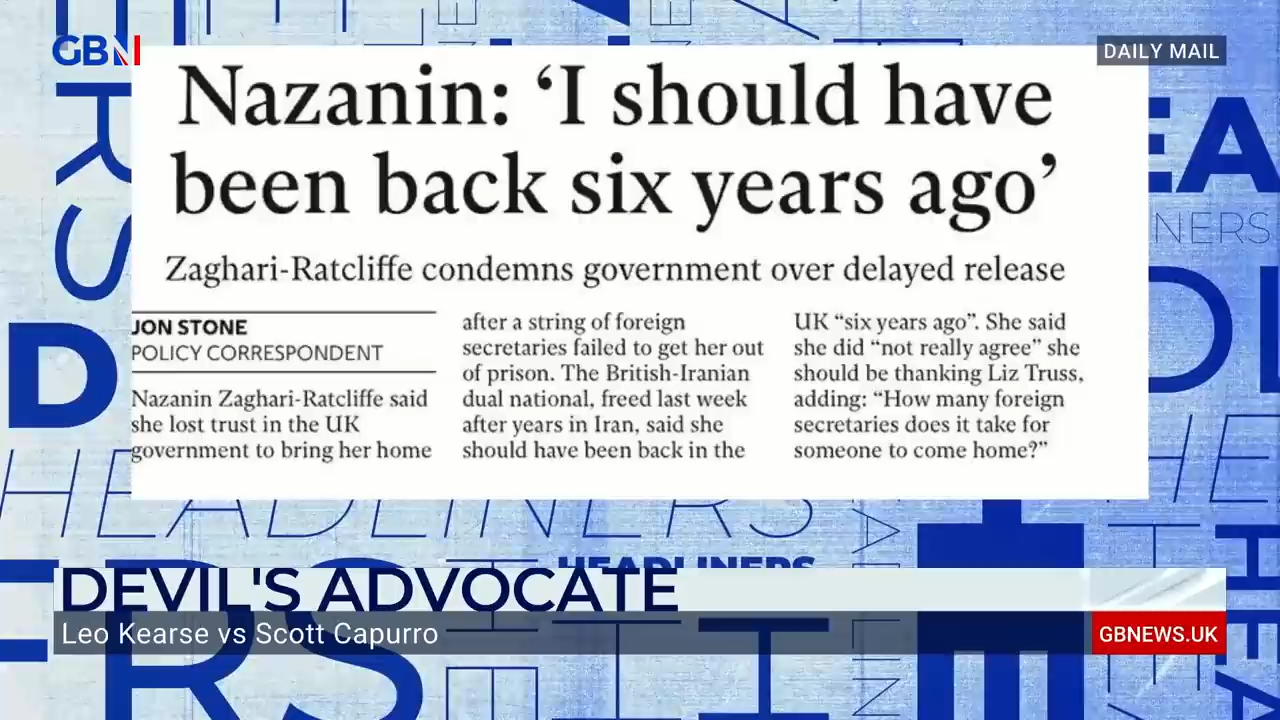 GBN
DAILY MAIL
Nazanin: ‘I should have
been back six years ago’
Zaghari-Ratcliffe condemns government over delayed release
JON STONE
POLICY CORRESPONDENT
Nazanin Zaghari-Ratcliffe said
she lost trust in the UK
government to bring her home
after a string of foreign
secretaries failed to get her out
of prison. The British-Iranian
dual national, freed last week
after years in Iran, said she
should have been back in the
UK “six years ago”. She said
she did “not really agree” she
should be thanking Liz Truss,
adding: “How many foreign
secretaries does it take for
someone to come home?”
HEADLINERS
HEADLINERS
DEVIL'S ADVOCATE
Leo Kearse vs Scott Capurro
GBNEWS.UK